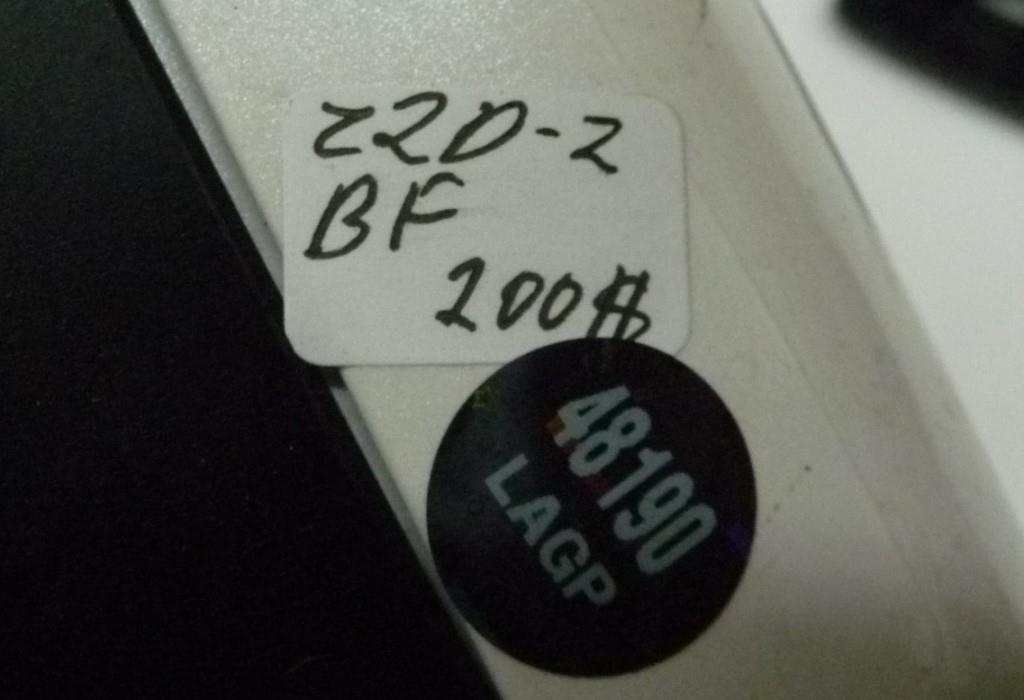 Z2D-2
BF
200$
48190
LAGP